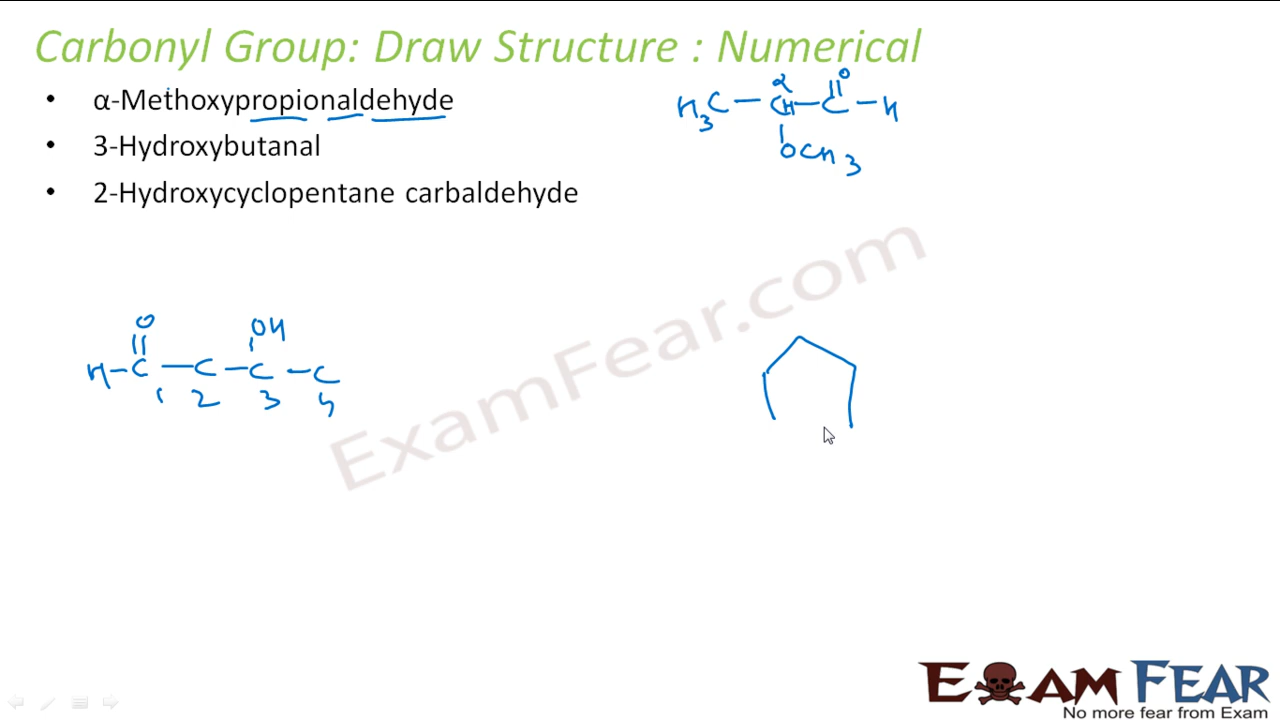 Carbonyl Group: Draw Structure : Numerical
• α-Methoxypropionaldehyde
• 3-Hydroxybutanal
• 2-Hydroxycyclopentane carbaldehyde
α O
H3C — CH — C — H
OCH3
O OH
H — C — C — C — C
1 2 3 4
ExamFear.com
EXAM FEAR
No more fear from Exam